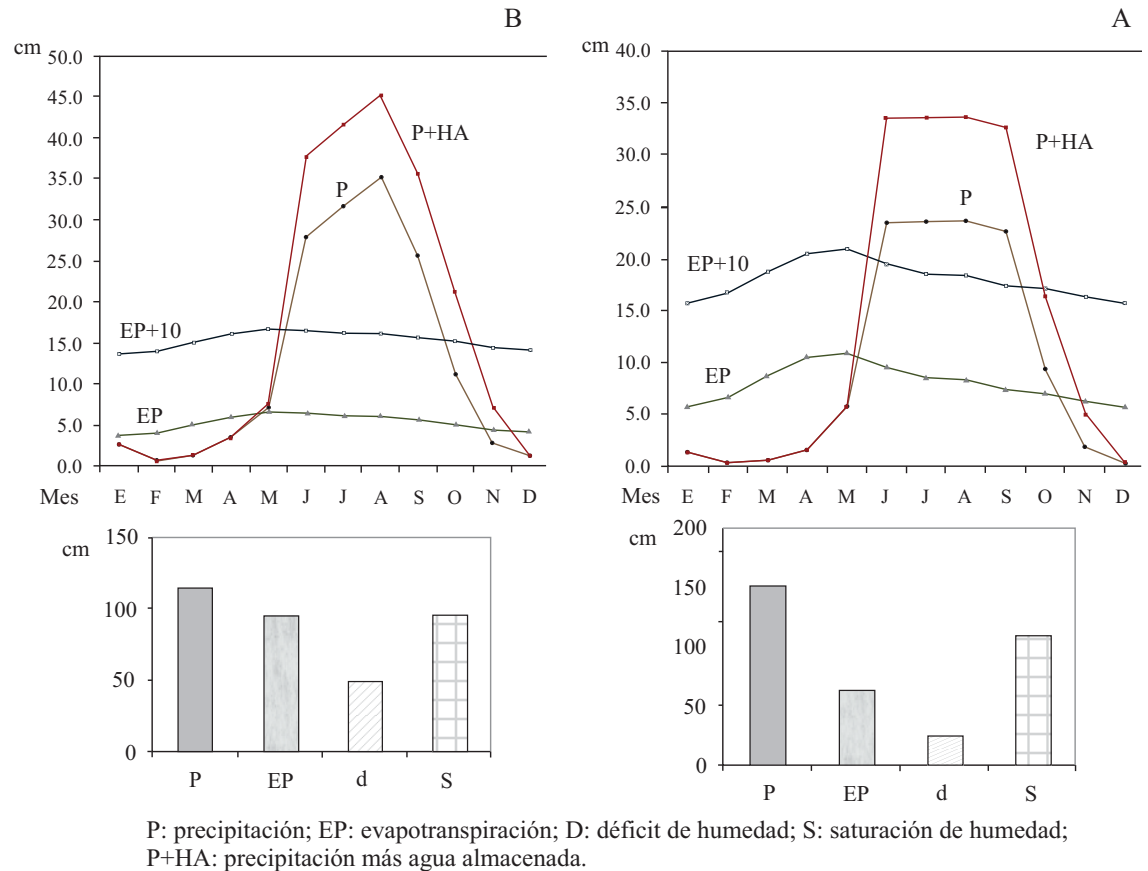 B
cm
50.0
45.0
40.0
35.0
30.0
25.0
20.0
15.0
10.0
5.0
0.0
P+HA
P
EP+10
EP
Mes E F M A M J J A S O N D
A
cm
40.0
35.0
30.0
25.0
20.0
15.0
10.0
5.0
0.0
P+HA
P
EP+10
EP
Mes E F M A M J J A S O N D
cm
150
100
50
0
P EP d S
cm
200
150
100
50
0
P EP d S
P: precipitación; EP: evapotranspiración; D: déficit de humedad; S: saturación de humedad;
P+HA: precipitación más agua almacenada.